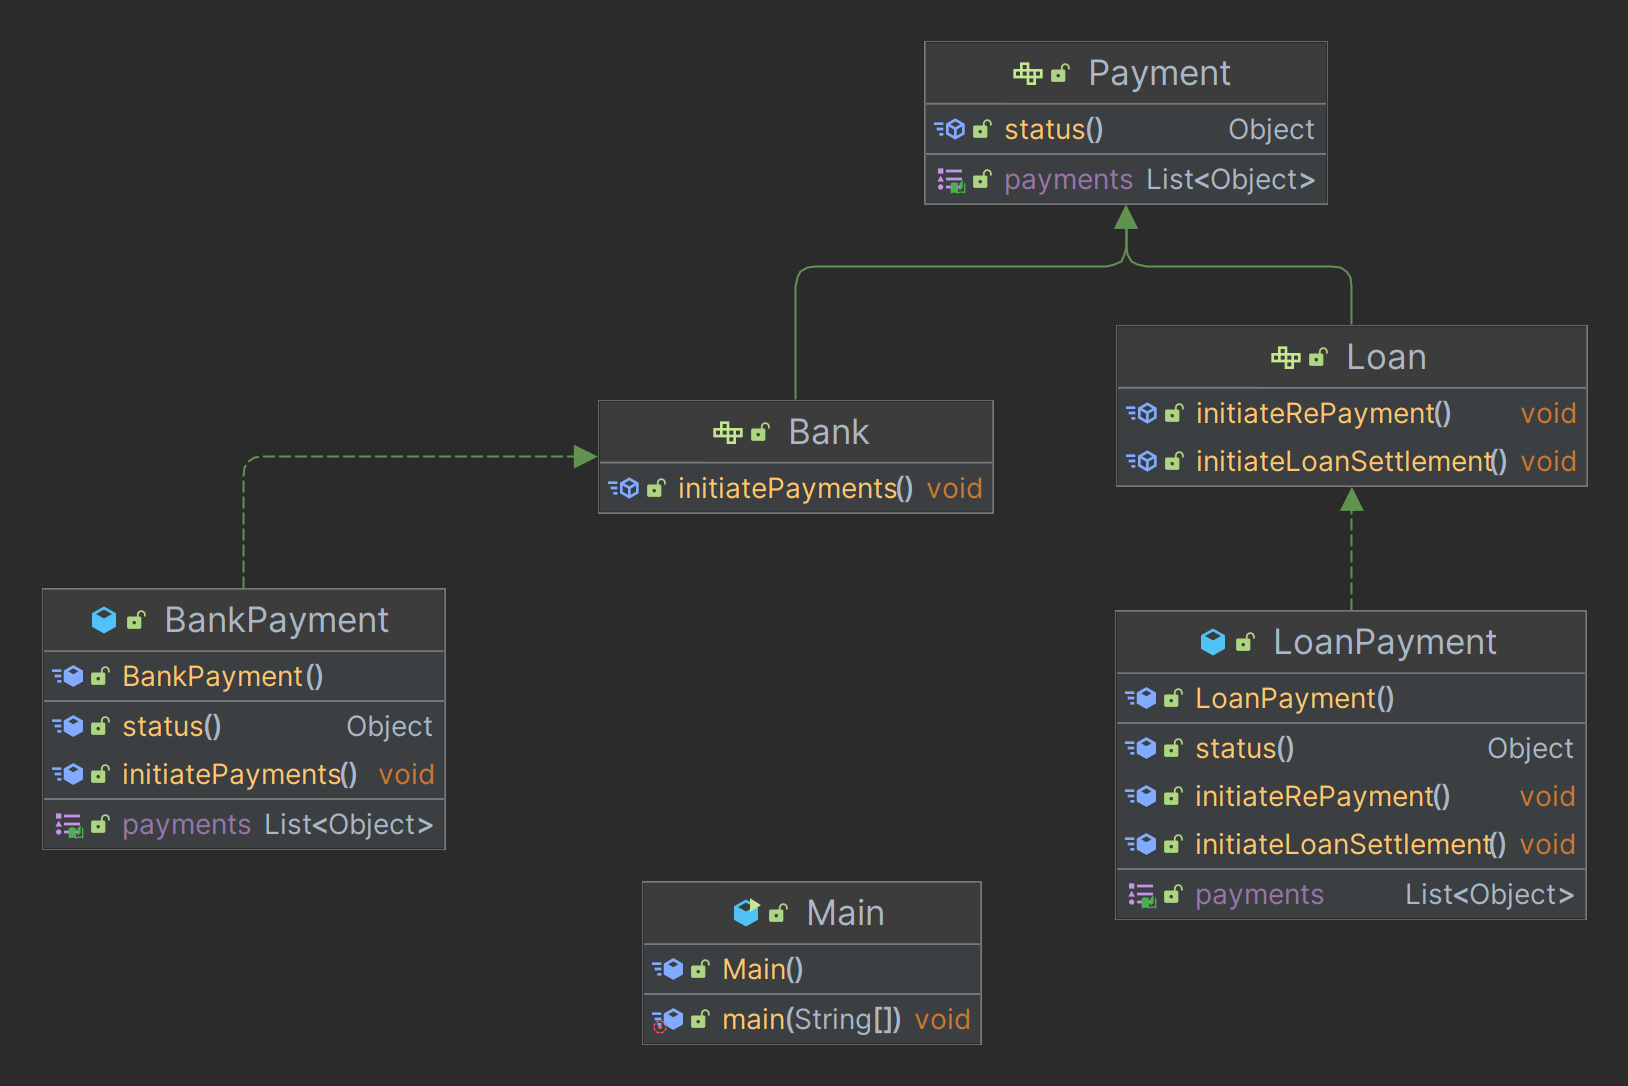 Payment
status() Object
payments List<Object>
Bank
initiatePayments() void
Loan
initiateRePayment() void
initiateLoanSettlement() void
BankPayment
BankPayment()
status() Object
initiatePayments() void
payments List<Object>
LoanPayment
LoanPayment()
status() Object
initiateRePayment() void
initiateLoanSettlement() void
payments List<Object>
Main
Main()
main(String[]) void